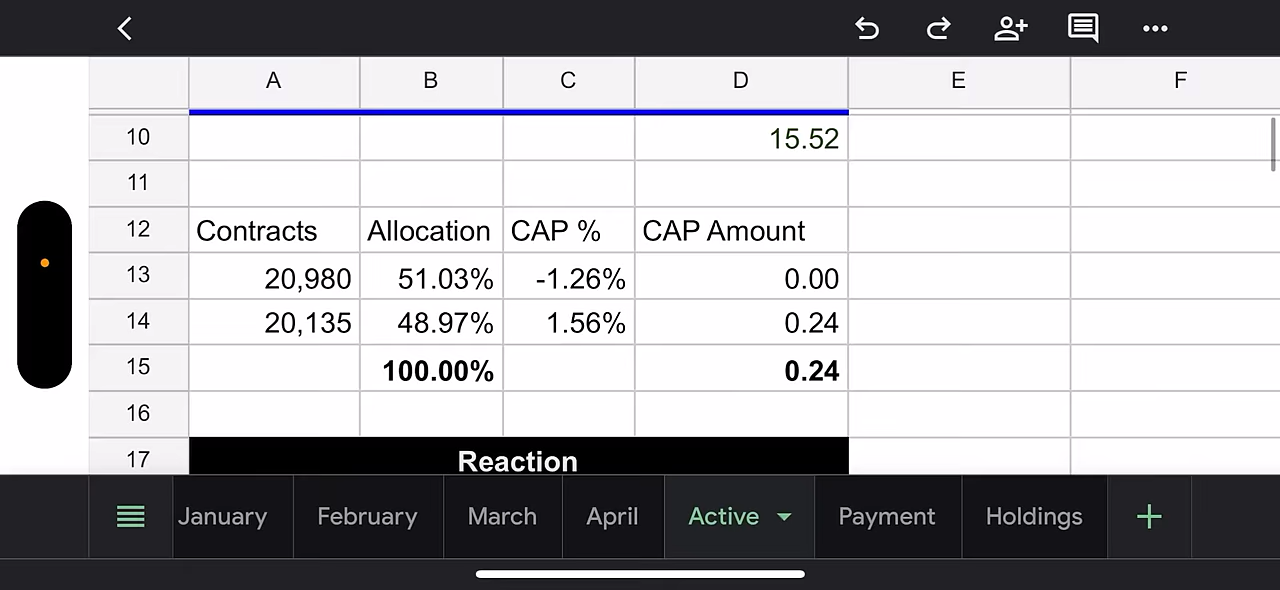 A B C D E F
10 15.52
11
12 Contracts Allocation CAP % CAP Amount
13 20,980 51.03% -1.26% 0.00
14 20,135 48.97% 1.56% 0.24
15 100.00% 0.24
16
17 Reaction
January February March April Active Payment Holdings